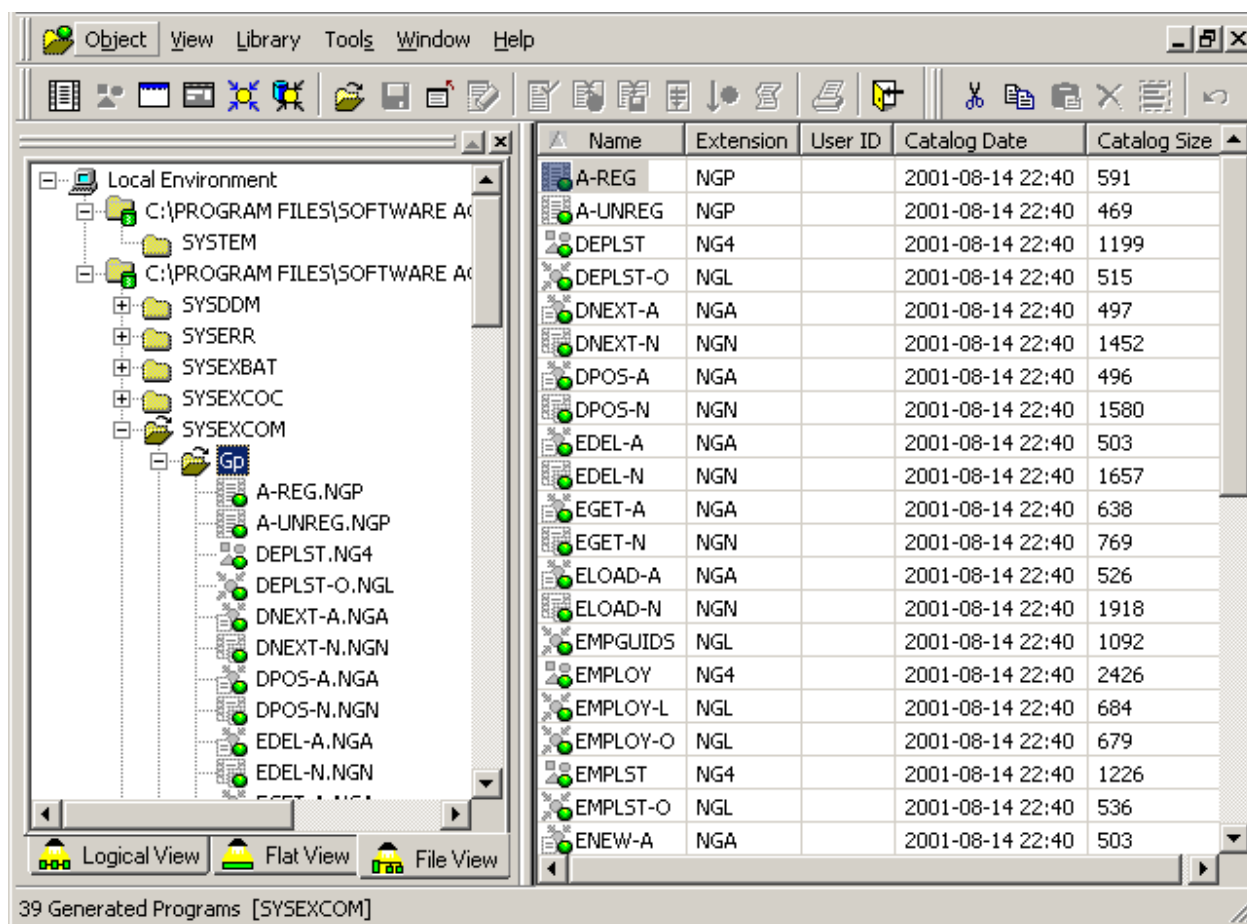 Object View Library Tools Window Help
Local Environment
C:\PROGRAM FILES\SOFTWARE A
SYSTEM
C:\PROGRAM FILES\SOFTWARE A
SYSDDM
SYSERR
SYSEXBAT
SYSEXCOC
SYSEXCOM
Gp
A-REG.NGP
A-UNREG.NGP
DEPLST.NG4
DEPLST-O.NGL
DNEXT-A.NGA
DNEXT-N.NGN
DPOS-A.NGA
DPOS-N.NGN
EDEL-A.NGA
EDEL-N.NGN
Logical View Flat View File View
Name Extension User ID Catalog Date Catalog Size
A-REG NGP 2001-08-14 22:40 591
A-UNREG NGP 2001-08-14 22:40 469
DEPLST NG4 2001-08-14 22:40 1199
DEPLST-O NGL 2001-08-14 22:40 515
DNEXT-A NGA 2001-08-14 22:40 497
DNEXT-N NGN 2001-08-14 22:40 1452
DPOS-A NGA 2001-08-14 22:40 496
DPOS-N NGN 2001-08-14 22:40 1580
EDEL-A NGA 2001-08-14 22:40 503
EDEL-N NGN 2001-08-14 22:40 1657
EGET-A NGA 2001-08-14 22:40 638
EGET-N NGN 2001-08-14 22:40 769
ELOAD-A NGA 2001-08-14 22:40 526
ELOAD-N NGN 2001-08-14 22:40 1918
EMPGUIDS NGL 2001-08-14 22:40 1092
EMPLOY NG4 2001-08-14 22:40 2426
EMPLOY-L NGL 2001-08-14 22:40 684
EMPLOY-O NGL 2001-08-14 22:40 679
EMPLST NG4 2001-08-14 22:40 1226
EMPLST-O NGL 2001-08-14 22:40 536
ENEW-A NGA 2001-08-14 22:40 503
39 Generated Programs [SYSEXCOM]